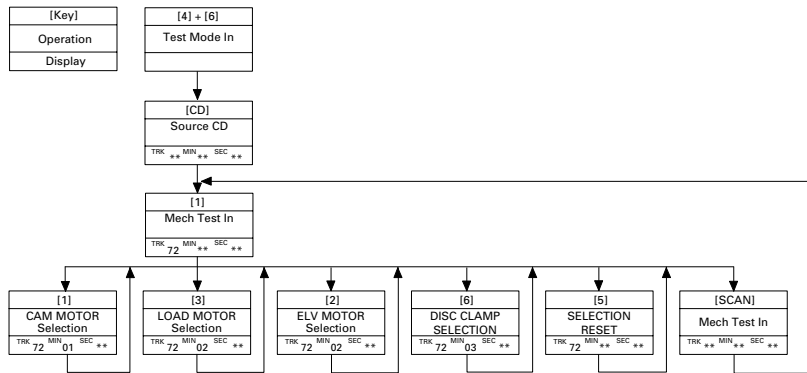 [Key]
Operation
Display
[4] + [6]
Test Mode In
[CD]
Source CD
TRK ** MIN ** SEC **
[1]
Mech Test In
TRK 72 MIN ** SEC **
[1]
CAM MOTOR
Selection
TRK 72 MIN 01 SEC **
[3]
LOAD MOTOR
Selection
TRK 72 MIN 02 SEC **
[2]
ELV MOTOR
Selection
TRK 72 MIN 02 SEC **
[6]
DISC CLAMP
SELECTION
TRK 72 MIN 03 SEC **
[5]
SELECTION
RESET
TRK 72 MIN ** SEC **
[SCAN]
Mech Test In
TRK ** MIN ** SEC **